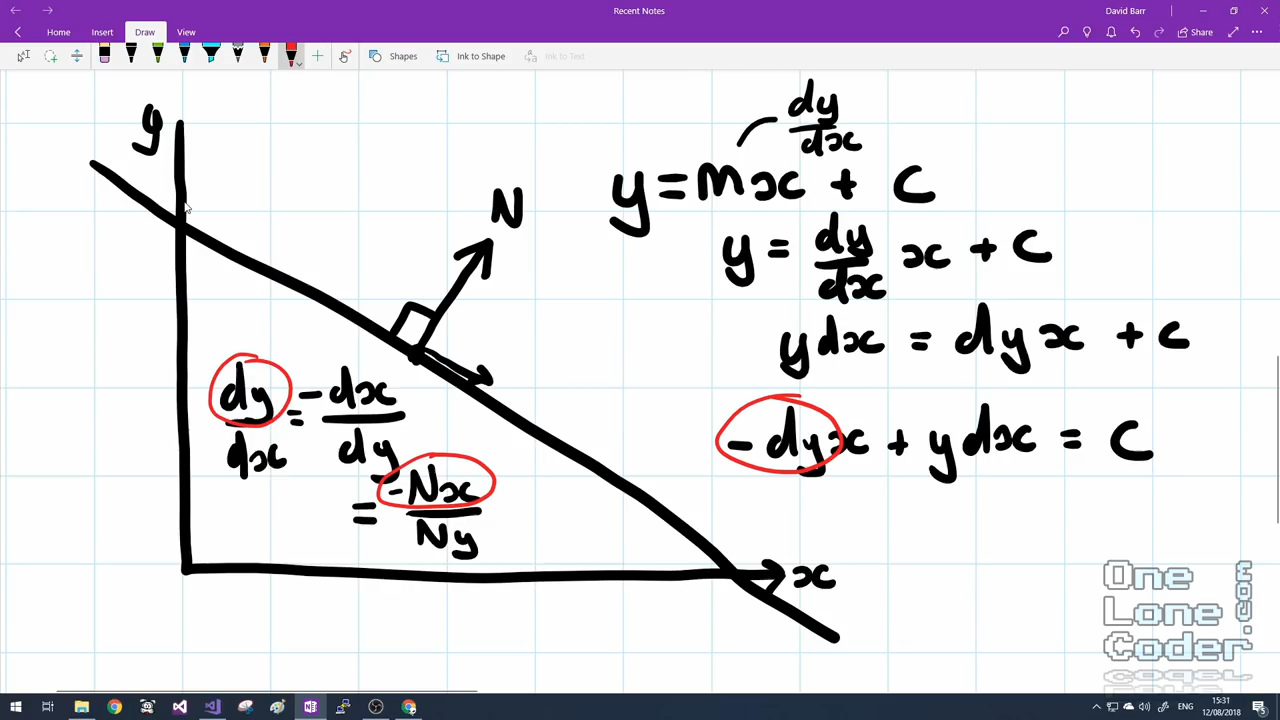 Recent Notes
David Barr
Home Insert Draw View
Share
Shapes Ink to Shape Ink to Text
y
N
x
dy/dx = -dx/dy
= -Nx/Ny
dy/dx
y = mx + c
y = dy/dx x + c
y dx = dy x + c
- dy x + y dx = c
One
Lone
Coder
.com
ENG
15:31
12/08/2018
5